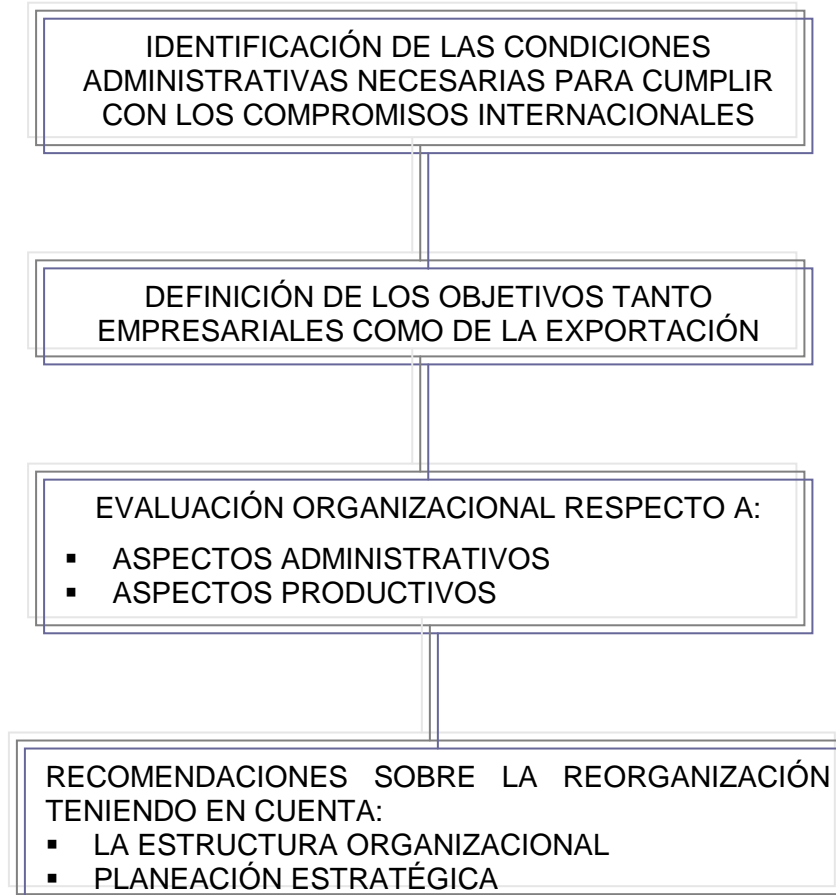 IDENTIFICACIÓN DE LAS CONDICIONES
ADMINISTRATIVAS NECESARIAS PARA CUMPLIR
CON LOS COMPROMISOS INTERNACIONALES
DEFINICIÓN DE LOS OBJETIVOS TANTO
EMPRESARIALES COMO DE LA EXPORTACIÓN
EVALUACIÓN ORGANIZACIONAL RESPECTO A:
▪ ASPECTOS ADMINISTRATIVOS
▪ ASPECTOS PRODUCTIVOS
RECOMENDACIONES SOBRE LA REORGANIZACIÓN
TENIENDO EN CUENTA:
▪ LA ESTRUCTURA ORGANIZACIONAL
▪ PLANEACIÓN ESTRATÉGICA